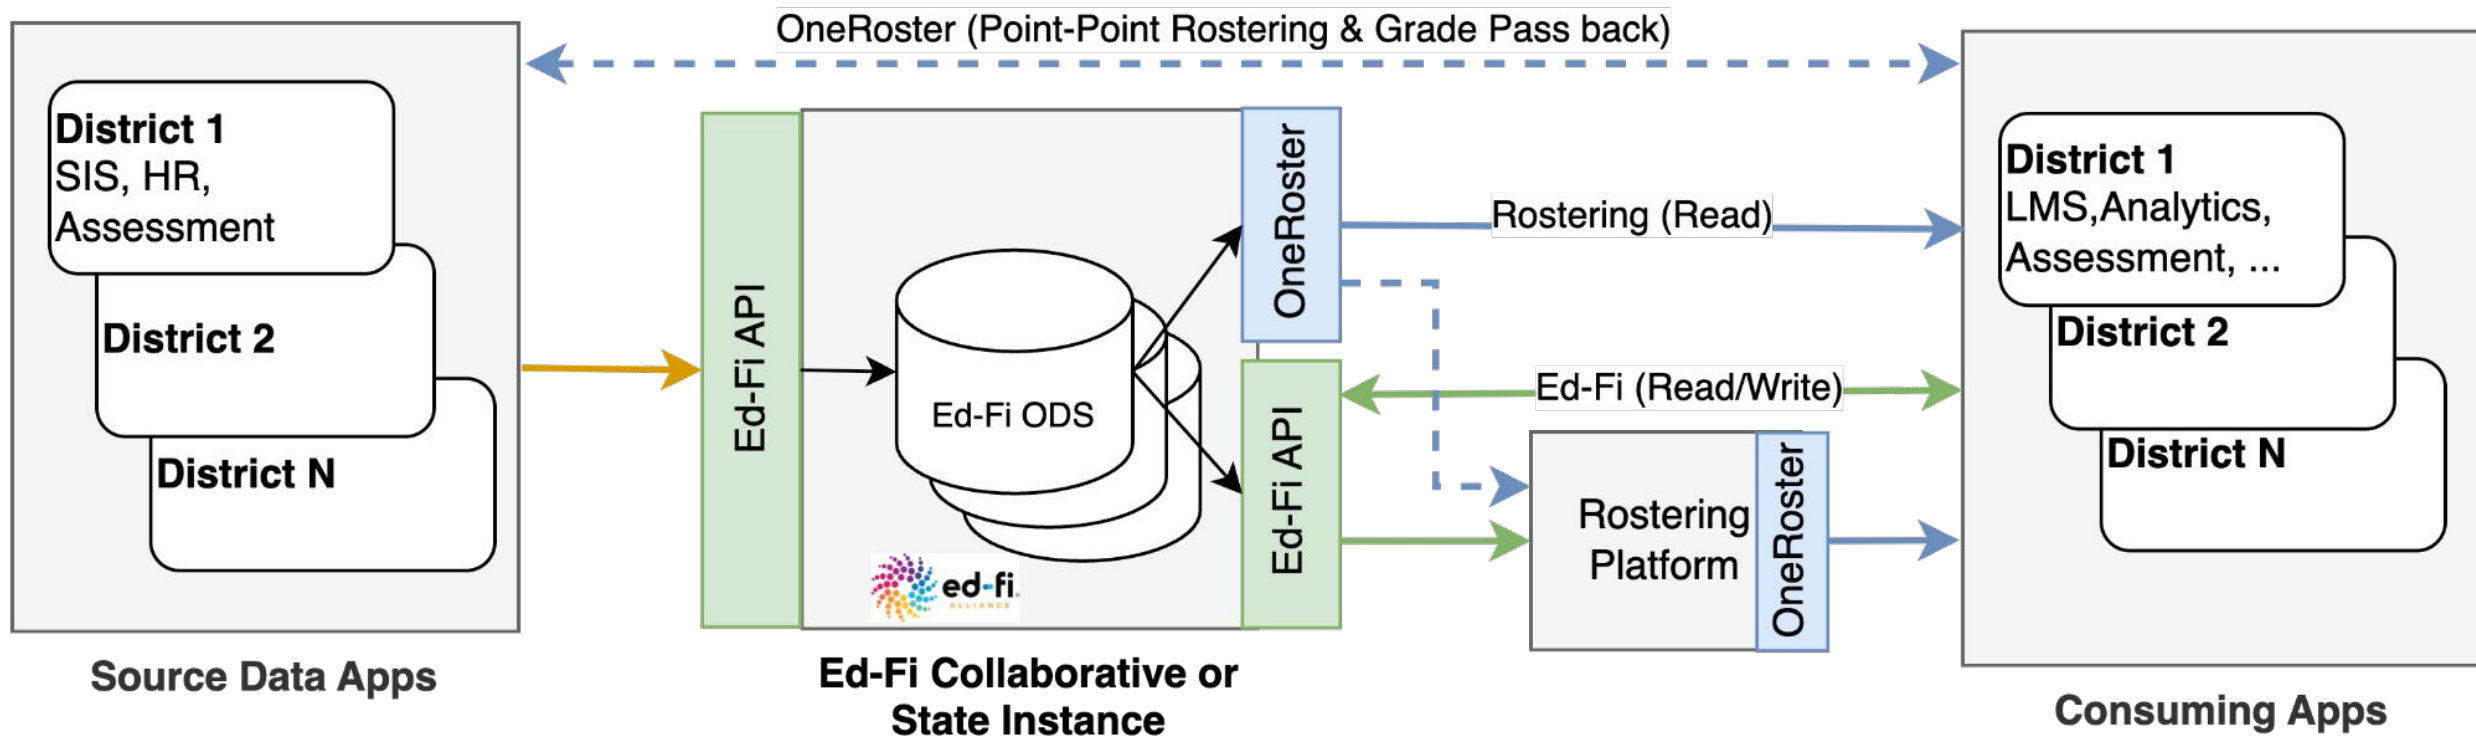 OneRoster (Point-Point Rostering & Grade Pass back)
District 1
SIS, HR,
Assessment
District 2
District N
Source Data Apps
Ed-Fi API
Ed-Fi ODS
ed-fi.
ALLIANCE
OneRoster
Ed-Fi API
Ed-Fi Collaborative or
State Instance
Rostering (Read)
Ed-Fi (Read/Write)
Rostering
Platform
OneRoster
District 1
LMS,Analytics,
Assessment, ...
District 2
District N
Consuming Apps